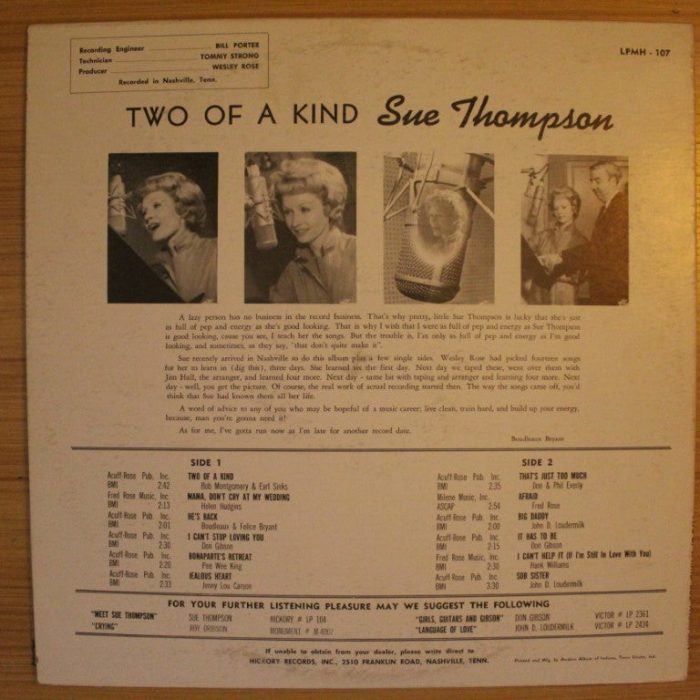 Recording Engineer BILL PORTER
Technician TOMMY STRONG
Producer WESLEY ROSE
Recorded in Nashville, Tenn.
LPMH - 107
TWO OF A KIND Sue Thompson
A lazy person has no business in the record business. That's why pretty, little Sue Thompson is lucky that she's just
as full of pep and energy as she's good looking. That is why I wish that I were as full of pep and energy as Sue Thompson
is good looking, cause you see, I teach her the songs. But the trouble is, I'm only as full of pep and energy as I'm good
looking, and sometimes, as they say, "that don't quite make it".
Sue recently arrived in Nashville to do this album plus a few single sides. Wesley Rose had picked fourteen songs
for her to learn in (dig this), three days. She learned six the first day. Next day we taped these, went over them with
Jim Hall, the arranger, and learned four more. Next day - same bit with taping and arranger and learning four more. Next
day - well, you get the picture. Of course, the real work of actual recording started then. The way the songs came off, you'd
think that Sue had known them all her life.
A word of advice to any of you who may be hopeful of a music career; live clean, train hard, and build up your energy,
because, man you're gonna need it!
As for me, I've gotta run now as I'm late for another record date.
Boudleaux Bryant
SIDE 1
Acuff-Rose Pub. Inc. TWO OF A KIND
BMI 2:42 Bob Montgomery & Earl Sinks
Fred Rose Music, Inc. MAMA, DON'T CRY AT MY WEDDING
BMI 2:13 Helen Hudgins
Acuff-Rose Pub. Inc. HE'S BACK
BMI 2:01 Boudleaux & Felice Bryant
Acuff-Rose Pub. Inc. I CAN'T STOP LOVING YOU
BMI 2:30 Don Gibson
Acuff-Rose Pub. Inc. BONAPARTE'S RETREAT
BMI 2:20 Pee Wee King
Acuff-Rose Pub. Inc. JEALOUS HEART
BMI 2:33 Jenny Lou Carson
SIDE 2
Acuff-Rose Pub. Inc. THAT'S JUST TOO MUCH
BMI 2:35 Don & Phil Everly
Milene Music, Inc. AFRAID
ASCAP 2:54 Fred Rose
Acuff-Rose Pub. Inc. BIG DADDY
BMI 2:00 John D. Loudermilk
Acuff-Rose Pub. Inc. IT HAS TO BE
BMI 2:15 Don Gibson
Fred Rose Music, Inc. I CAN'T HELP IT (If I'm Still In Love With You)
BMI 2:30 Hank Williams
Acuff-Rose Pub. Inc. SOB SISTER
BMI 3:30 John D. Loudermilk
FOR YOUR FURTHER LISTENING PLEASURE MAY WE SUGGEST THE FOLLOWING
"MEET SUE THOMPSON" SUE THOMPSON HICKORY # LP 104 "GIRLS, GUITARS AND GIBSON" DON GIBSON VICTOR # LP 2361
"CRYING" ROY ORBISON MONUMENT # M-4007 "LANGUAGE OF LOVE" JOHN D. LOUDERMILK VICTOR # LP 2434
If unable to obtain from your dealer, please write direct to
HICKORY RECORDS, INC., 2510 FRANKLIN ROAD, NASHVILLE, TENN.
Printed and Mfg. by Modern Album of Indiana, Terre Haute, Ind.